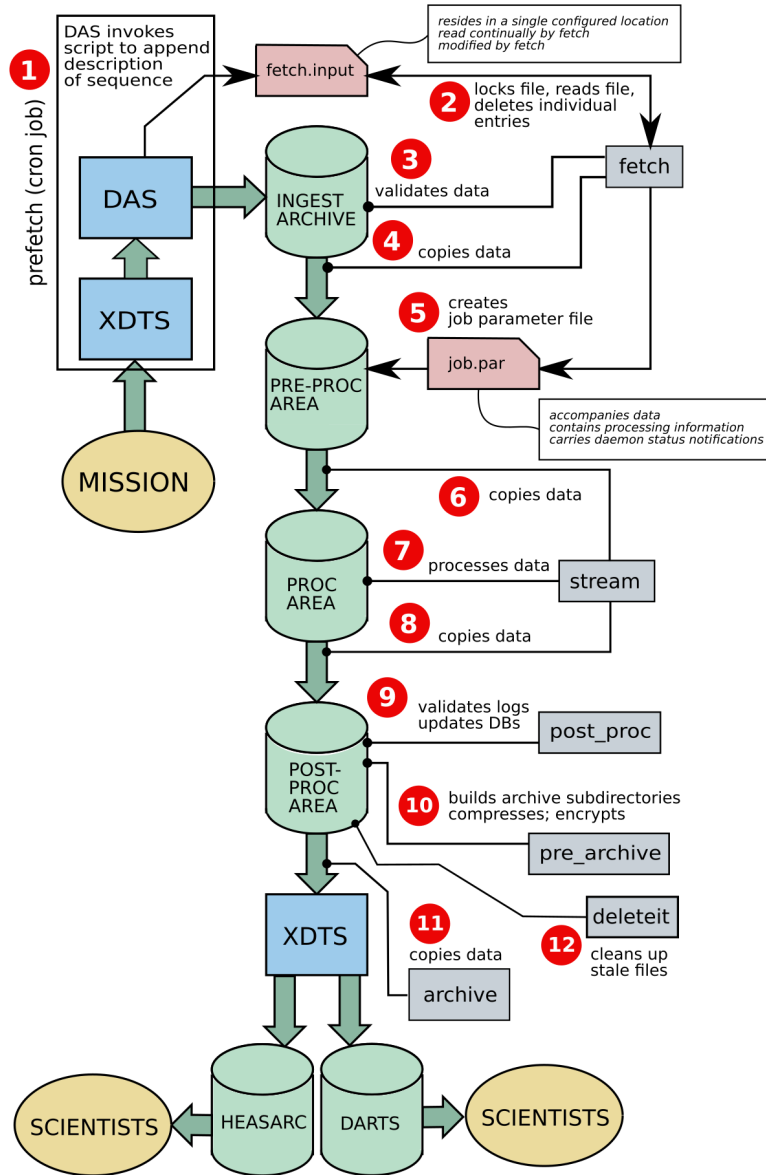 DAS invokes
script to append
description
of sequence
1
prefetch (cron job)
fetch.input
resides in a single configured location
read continually by fetch
modified by fetch
2
locks file, reads file,
deletes individual
entries
fetch
DAS
XDTS
MISSION
INGEST
ARCHIVE
3
validates data
4
copies data
5
creates
job parameter file
job.par
accompanies data
contains processing information
carries daemon status notifications
PRE-PROC
AREA
6
copies data
7
processes data
stream
PROC
AREA
8
copies data
9
validates logs
updates DBs
post_proc
POST-
PROC
AREA
10
builds archive subdirectories
compresses; encrypts
pre_archive
XDTS
11
copies data
archive
deleteit
12
cleans up
stale files
SCIENTISTS
HEASARC
DARTS
SCIENTISTS